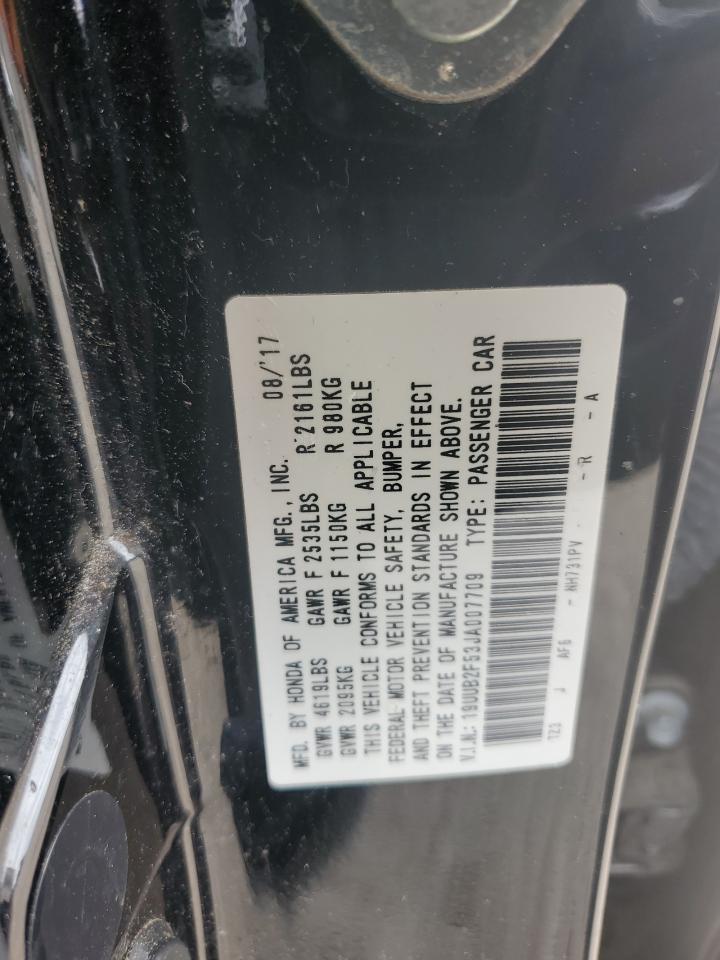 MFD. BY HONDA OF AMERICA MFG., INC. 08/'17
GVWR 4619LBS GAWR F 2535LBS R 2161LBS
GVWR 2095KG GAWR F 1150KG R 980KG
THIS VEHICLE CONFORMS TO ALL APPLICABLE
FEDERAL MOTOR VEHICLE SAFETY, BUMPER,
AND THEFT PREVENTION STANDARDS IN EFFECT
ON THE DATE OF MANUFACTURE SHOWN ABOVE.
V.I.N.: 19UUB2F53JA007709 TYPE: PASSENGER CAR
TZ3 J AF6 - NH731PV - R - A